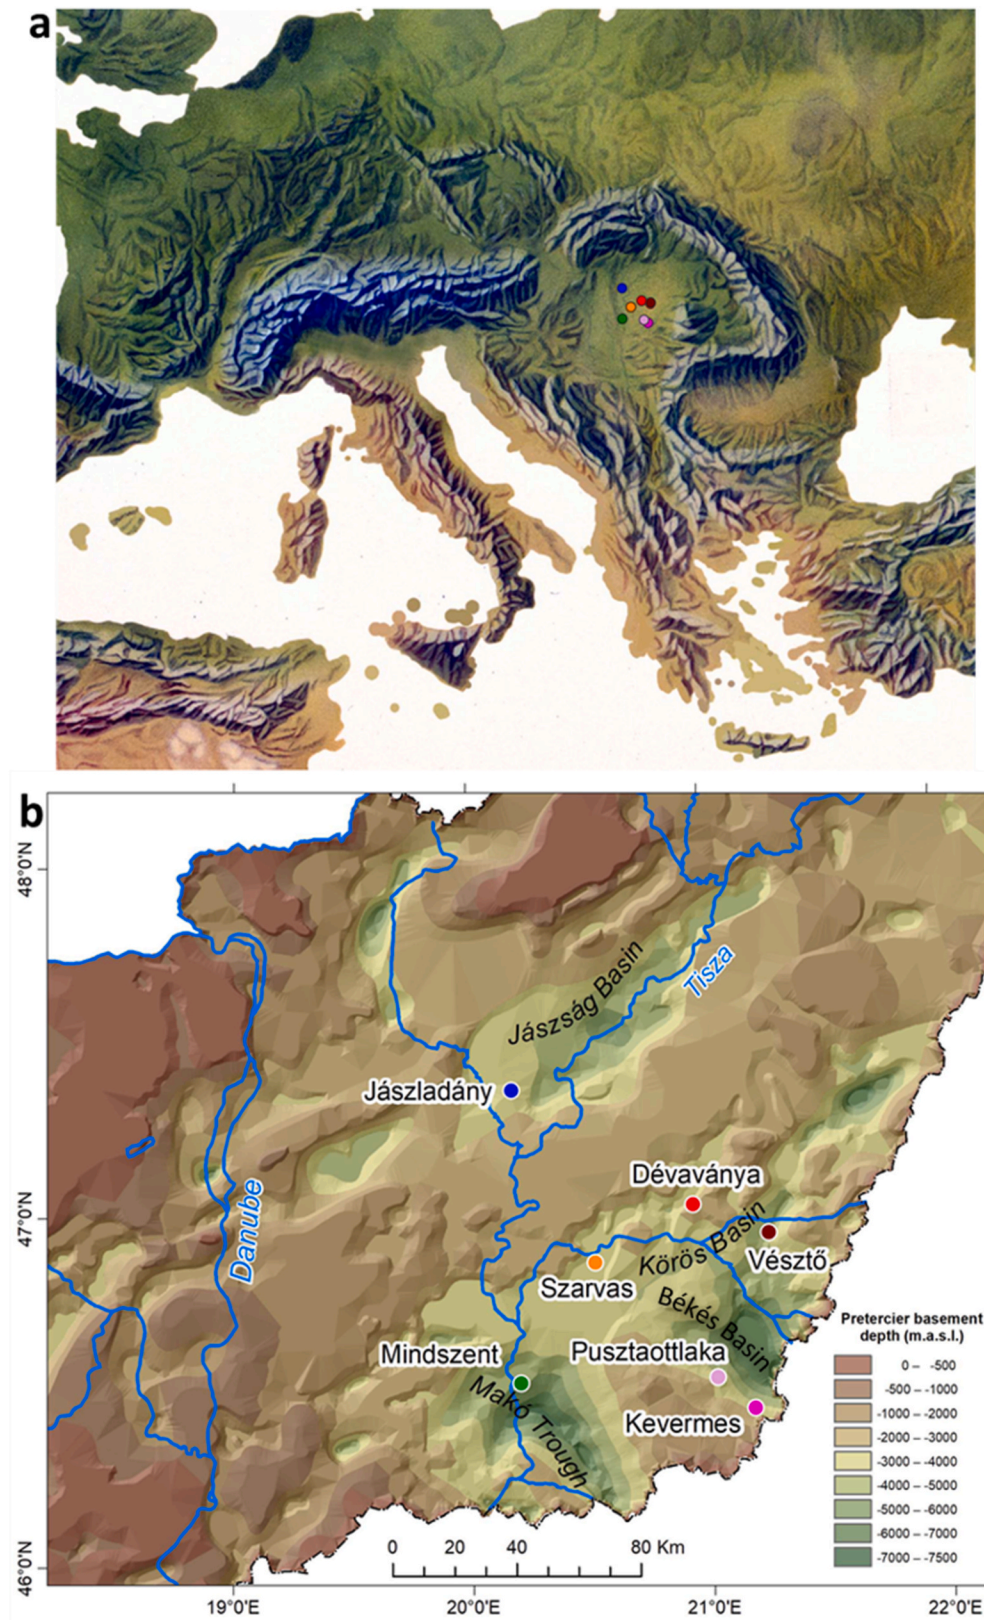 a
b
48°0'N
Jászság Basin
Tisza
Jászladány
Dévaványa
47°0'N
Danube
Körös Basin
Vésztő
Szarvas
Békés Basin
Pretercier basement
depth (m.a.s.l.)
Mindszent
Pusztaottlaka
0 – -500
-500 – -1000
Makó Trough
Kevermes
-1000 – -2000
-2000 – -3000
-3000 – -4000
-4000 – -5000
-5000 – -6000
-6000 – -7000
-7000 – -7500
0 20 40 80 Km
46°0'N
19°0'E 20°0'E 21°0'E 22°0'E